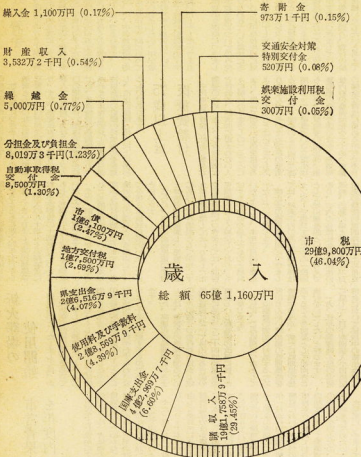 繰入金 1,100万円 (0.17%)
財産収入
3,532万2千円 (0.54%)
繰越金
5,000万円 (0.77%)
分担金及び負担金
8,019万3千円(1.23%)
自動車取得税
交付金
8,500万円
(1.30%)
寄附金
973万1千円 (0.15%)
交通安全対策
特別交付金
520万円 (0.08%)
娯楽施設利用税
交付金
300万円 (0.05%)
市税
29億9,800万円
(46.04%)
歳入
総額 65億1,160万円
市債
1億6,100万円
(2.47%)
地方交付税
1億7,500万円
(2.69%)
県支出金
2億6,516万9千円
(4.07%)
使用料及び手数料
2億8,569万9千円
(4.39%)
国庫支出金
4億2,969万7千円
(6.60%)
諸収入
19億1,758万9千円
(29.45%)